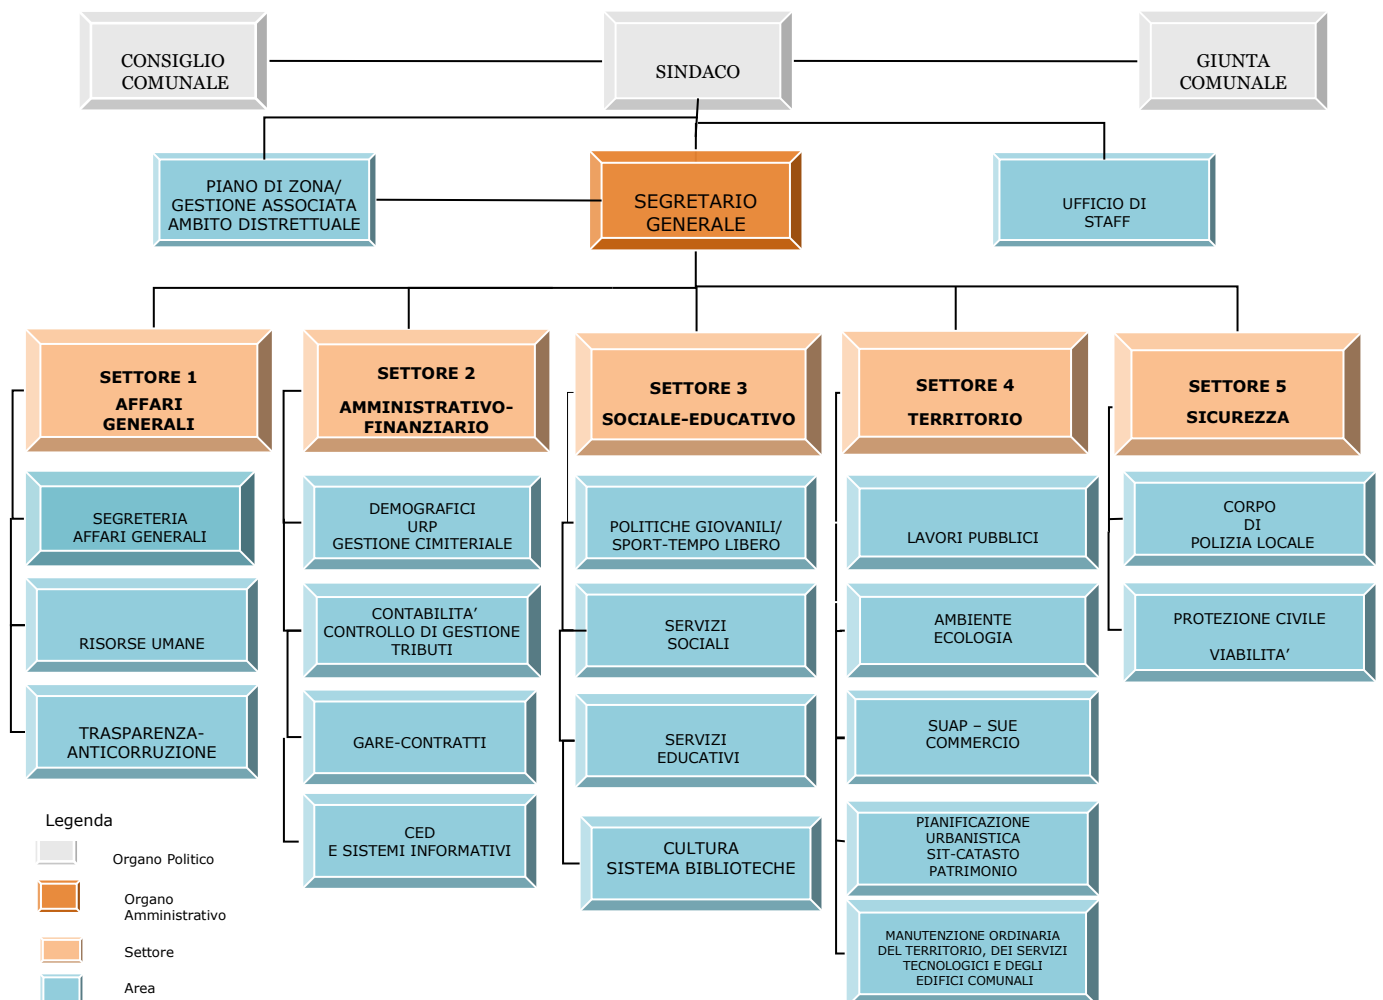 CONSIGLIO
COMUNALE
SINDACO
GIUNTA
COMUNALE
PIANO DI ZONA/
GESTIONE ASSOCIATA
AMBITO DISTRETTUALE
SEGRETARIO
GENERALE
UFFICIO DI
STAFF
SETTORE 1
AFFARI
GENERALI
SETTORE 2
AMMINISTRATIVO-
FINANZIARIO
SETTORE 3
SOCIALE-EDUCATIVO
SETTORE 4
TERRITORIO
SETTORE 5
SICUREZZA
SEGRETERIA
AFFARI GENERALI
RISORSE UMANE
TRASPARENZA-
ANTICORRUZIONE
DEMOGRAFICI
URP
GESTIONE CIMITERIALE
CONTABILITA’
CONTROLLO DI GESTIONE
TRIBUTI
GARE-CONTRATTI
CED
E SISTEMI INFORMATIVI
POLITICHE GIOVANILI/
SPORT-TEMPO LIBERO
SERVIZI
SOCIALI
SERVIZI
EDUCATIVI
CULTURA
SISTEMA BIBLIOTECHE
LAVORI PUBBLICI
AMBIENTE
ECOLOGIA
SUAP – SUE
COMMERCIO
PIANIFICAZIONE
URBANISTICA
SIT-CATASTO
PATRIMONIO
MANUTENZIONE ORDINARIA
DEL TERRITORIO, DEI SERVIZI
TECNOLOGICI E DEGLI
EDIFICI COMUNALI
CORPO
DI
POLIZIA LOCALE
PROTEZIONE CIVILE
VIABILITA’
Legenda
Organo Politico
Organo
Amministrativo
Settore
Area